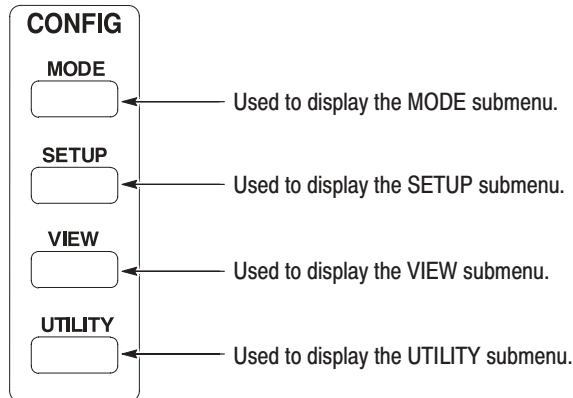 CONFIG
MODE
Used to display the MODE submenu.
SETUP
Used to display the SETUP submenu.
VIEW
Used to display the VIEW submenu.
UTILITY
Used to display the UTILITY submenu.